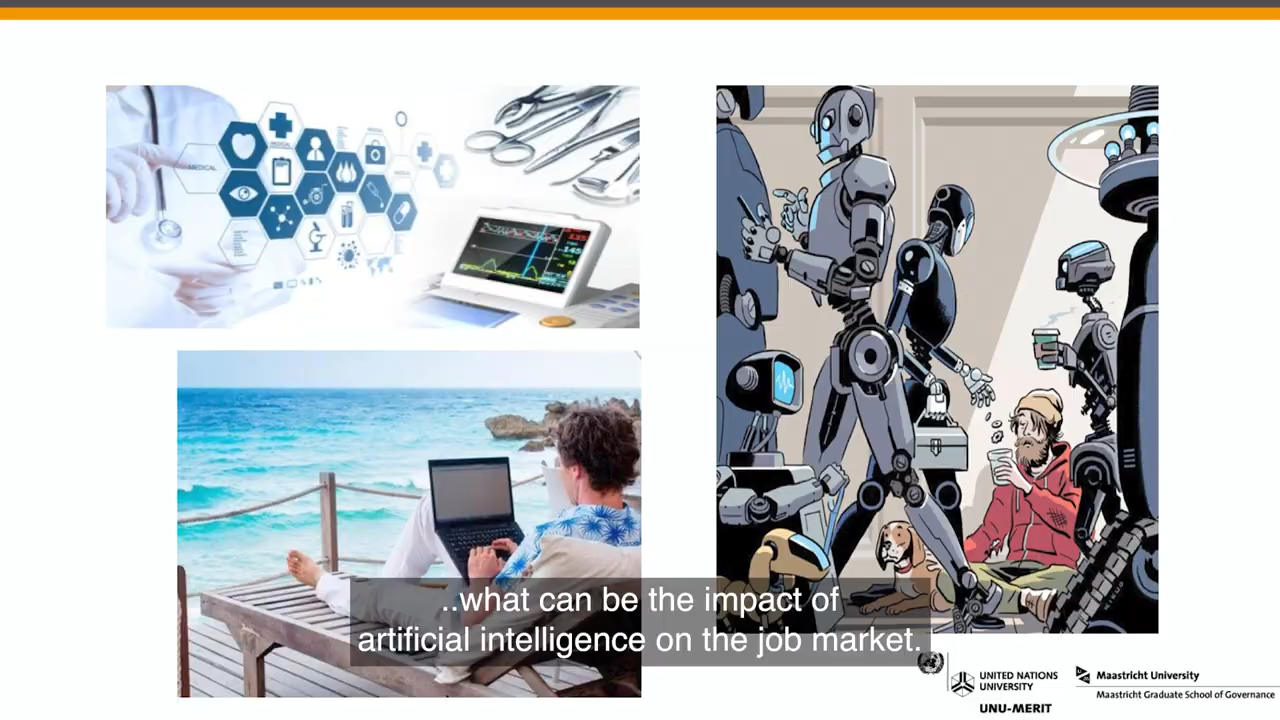 MEDICAL
..what can be the impact of
artificial intelligence on the job market.
UNITED NATIONS
UNIVERSITY
UNU-MERIT
Maastricht University
Maastricht Graduate School of Governance